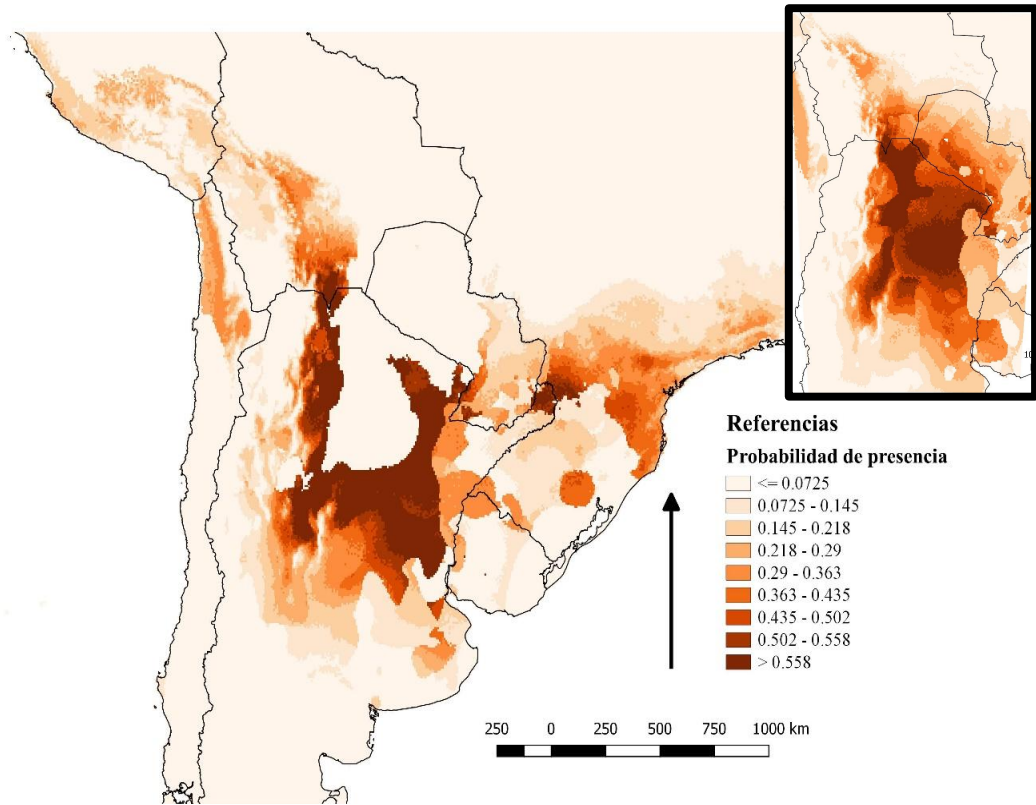 10
Referencias
Probabilidad de presencia
<= 0.0725
0.0725 - 0.145
0.145 - 0.218
0.218 - 0.29
0.29 - 0.363
0.363 - 0.435
0.435 - 0.502
0.502 - 0.558
> 0.558
250 0 250 500 750 1000 km